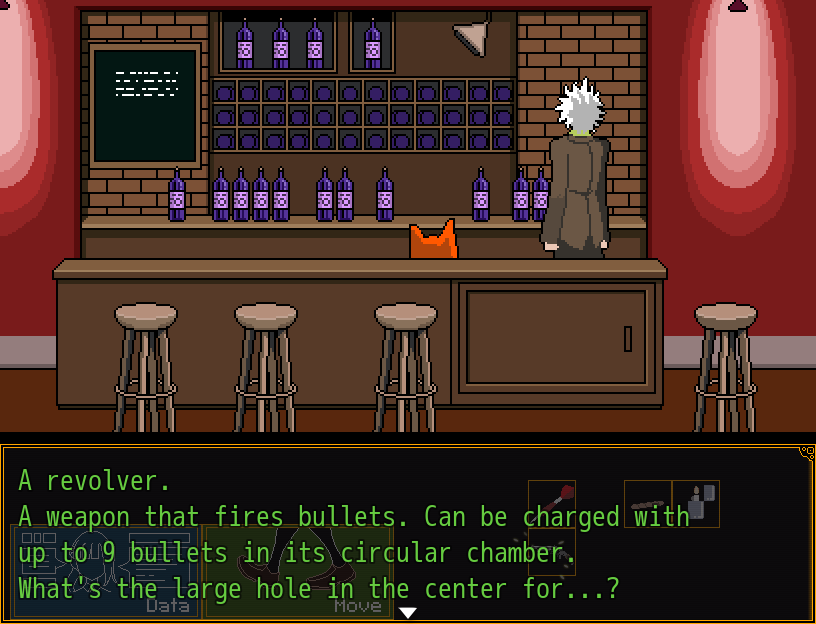 A revolver.
A weapon that fires bullets. Can be charged with
up to 9 bullets in its circular chamber.
What's the large hole in the center for...?
Data
Move